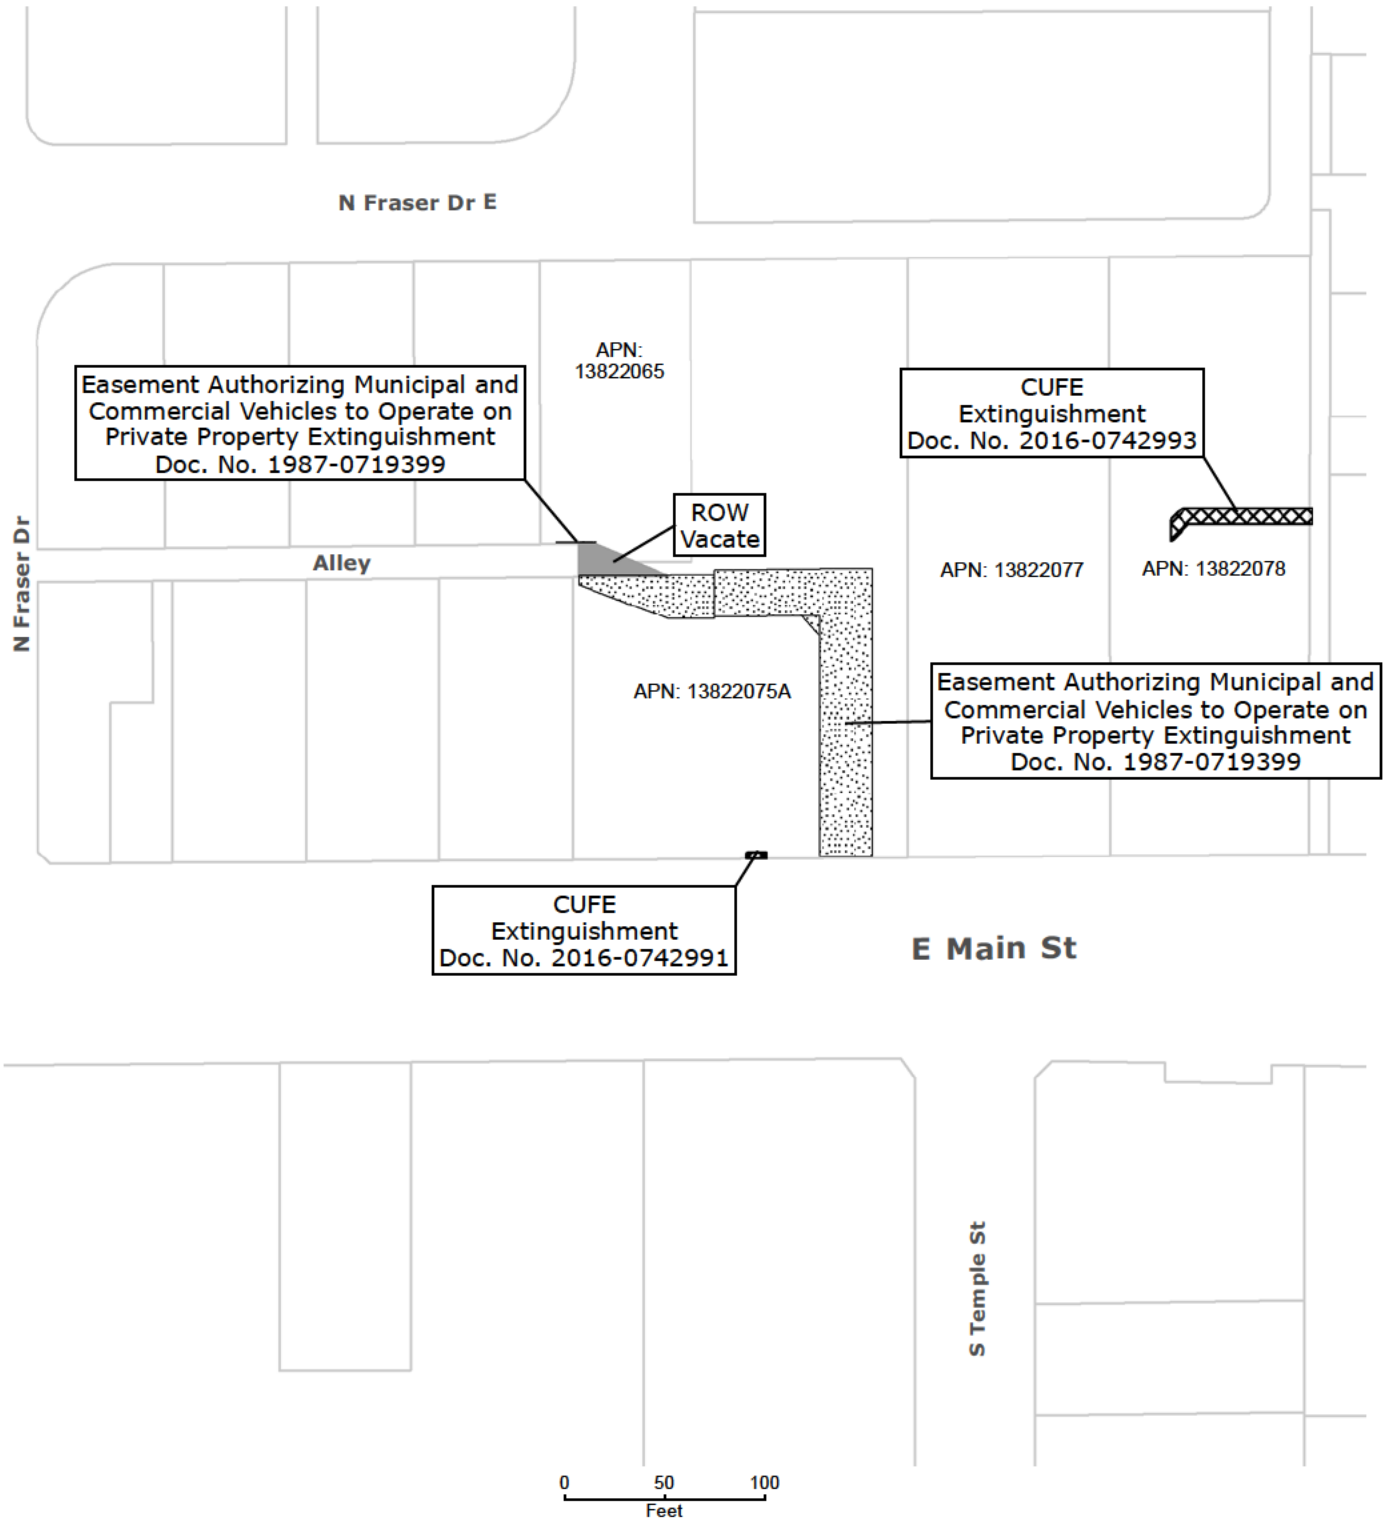 N Fraser Dr E
APN:
13822065
Easement Authorizing Municipal and
Commercial Vehicles to Operate on
Private Property Extinguishment
Doc. No. 1987-0719399
CUFE
Extinguishment
Doc. No. 2016-0742993
ROW
Vacate
N Fraser Dr
Alley
APN: 13822077
APN: 13822078
APN: 13822075A
Easement Authorizing Municipal and
Commercial Vehicles to Operate on
Private Property Extinguishment
Doc. No. 1987-0719399
CUFE
Extinguishment
Doc. No. 2016-0742991
E Main St
S Temple St
0 50 100
Feet